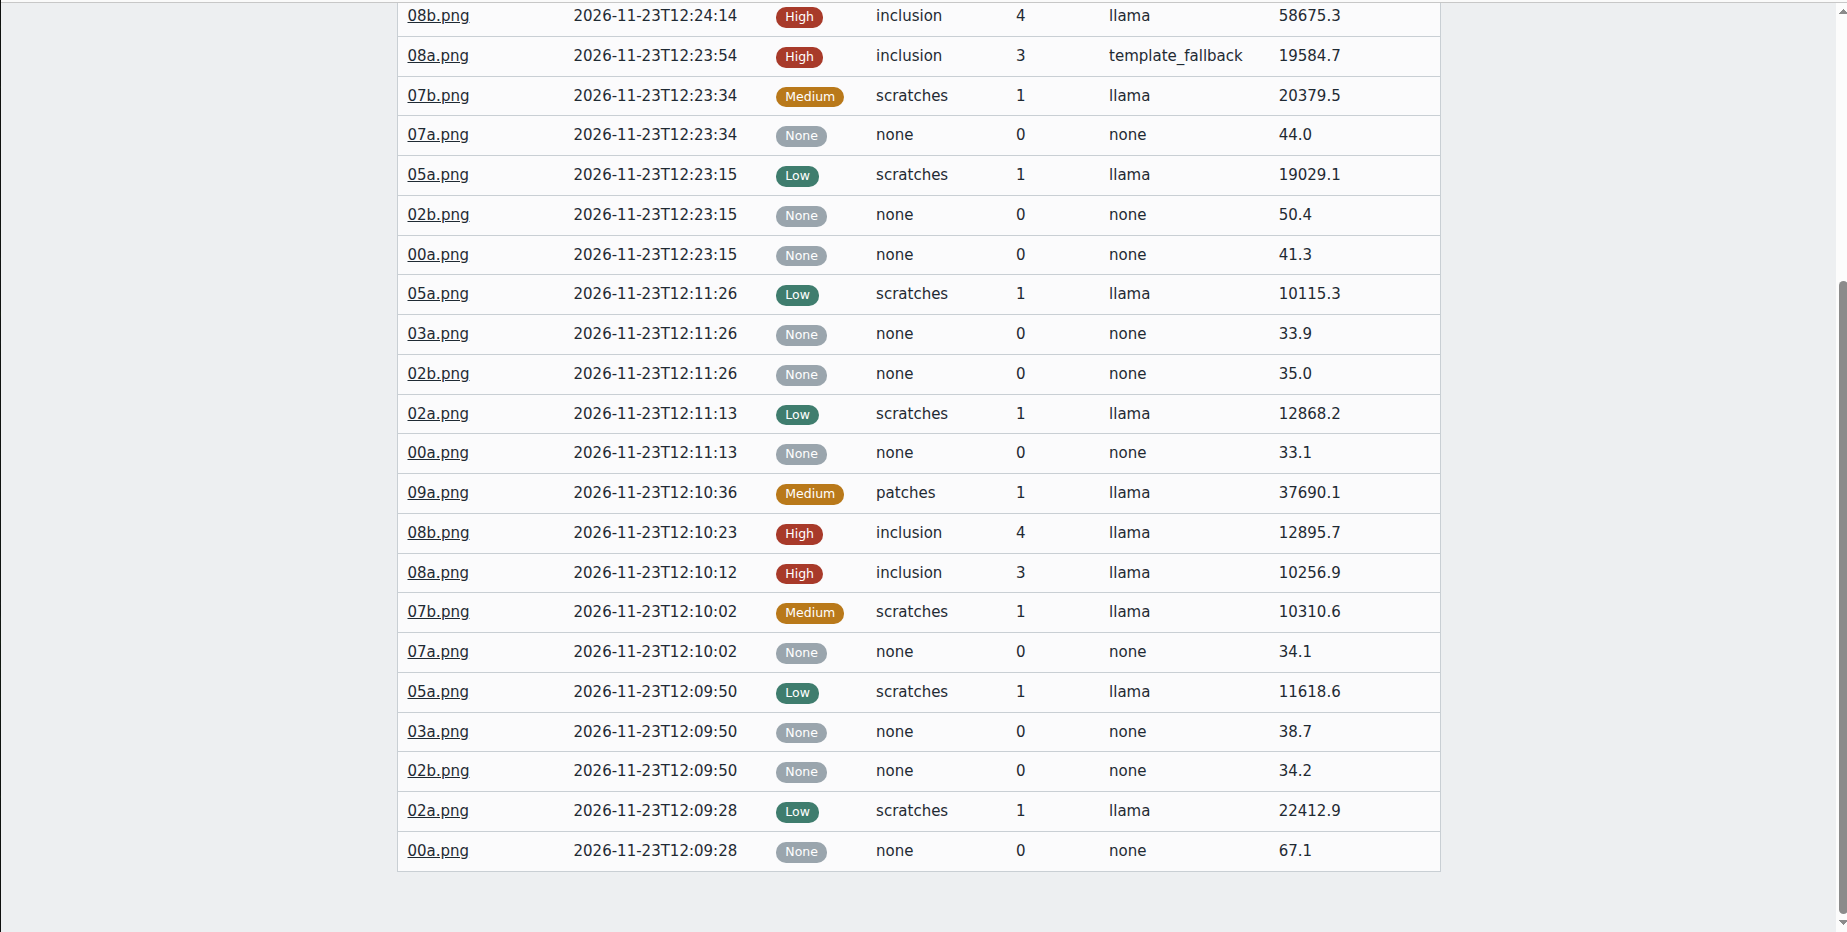 08b.png 2026-11-23T12:24:14 High inclusion 4 llama 58675.3
08a.png 2026-11-23T12:23:54 High inclusion 3 template_fallback 19584.7
07b.png 2026-11-23T12:23:34 Medium scratches 1 llama 20379.5
07a.png 2026-11-23T12:23:34 None none 0 none 44.0
05a.png 2026-11-23T12:23:15 Low scratches 1 llama 19029.1
02b.png 2026-11-23T12:23:15 None none 0 none 50.4
00a.png 2026-11-23T12:23:15 None none 0 none 41.3
05a.png 2026-11-23T12:11:26 Low scratches 1 llama 10115.3
03a.png 2026-11-23T12:11:26 None none 0 none 33.9
02b.png 2026-11-23T12:11:26 None none 0 none 35.0
02a.png 2026-11-23T12:11:13 Low scratches 1 llama 12868.2
00a.png 2026-11-23T12:11:13 None none 0 none 33.1
09a.png 2026-11-23T12:10:36 Medium patches 1 llama 37690.1
08b.png 2026-11-23T12:10:23 High inclusion 4 llama 12895.7
08a.png 2026-11-23T12:10:12 High inclusion 3 llama 10256.9
07b.png 2026-11-23T12:10:02 Medium scratches 1 llama 10310.6
07a.png 2026-11-23T12:10:02 None none 0 none 34.1
05a.png 2026-11-23T12:09:50 Low scratches 1 llama 11618.6
03a.png 2026-11-23T12:09:50 None none 0 none 38.7
02b.png 2026-11-23T12:09:50 None none 0 none 34.2
02a.png 2026-11-23T12:09:28 Low scratches 1 llama 22412.9
00a.png 2026-11-23T12:09:28 None none 0 none 67.1